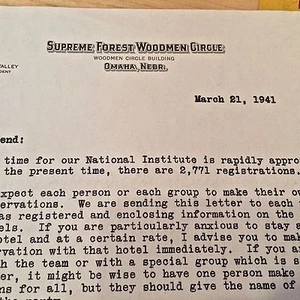 SUPREME FOREST WOODMEN CIRCLE
WOODMEN CIRCLE BUILDING
OMAHA, NEBR.
VALLEY
March 21, 1941
end:
time for our National Institute is rapidly appro
the present time, there are 2,771 registrations.
xpect each person or each group to make their ow
ervations. We are sending this letter to each
as registered and enclosing information on the
els. If you are particularly anxious to stay
otel and at a certain rate, I advise you to mak
rvation with that hotel immediately. If you a
in the team or with a special group which is
er, it might be wise to have one person make
ns for all, but they should give the name of
the party.